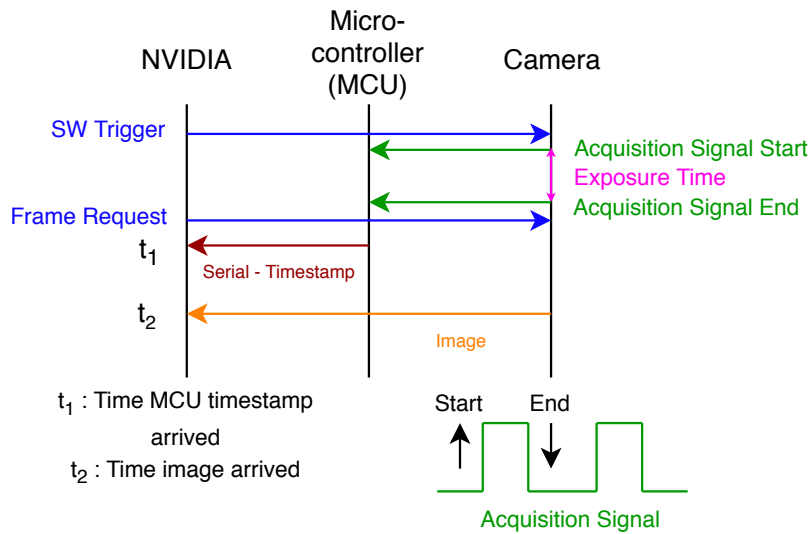 NVIDIA
Micro-
controller
(MCU)
Camera
SW Trigger
Acquisition Signal Start
Exposure Time
Acquisition Signal End
Frame Request
t1
Serial - Timestamp
t2
Image
t1 : Time MCU timestamp
arrived
t2 : Time image arrived
Start
End
Acquisition Signal